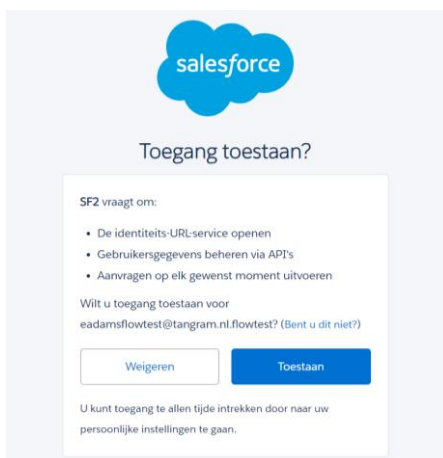 salesforce
Toegang toestaan?
SF2 vraagt om:
• De identiteits-URL-service openen
• Gebruikersgegevens beheren via API's
• Aanvragen op elk gewenst moment uitvoeren
Wilt u toegang toestaan voor
eadamsflowtest@tangram.nl.flowtest? (Bent u dit niet?)
Weigeren
Toestaan
U kunt toegang te allen tijde intrekken door naar uw
persoonlijke instellingen te gaan.